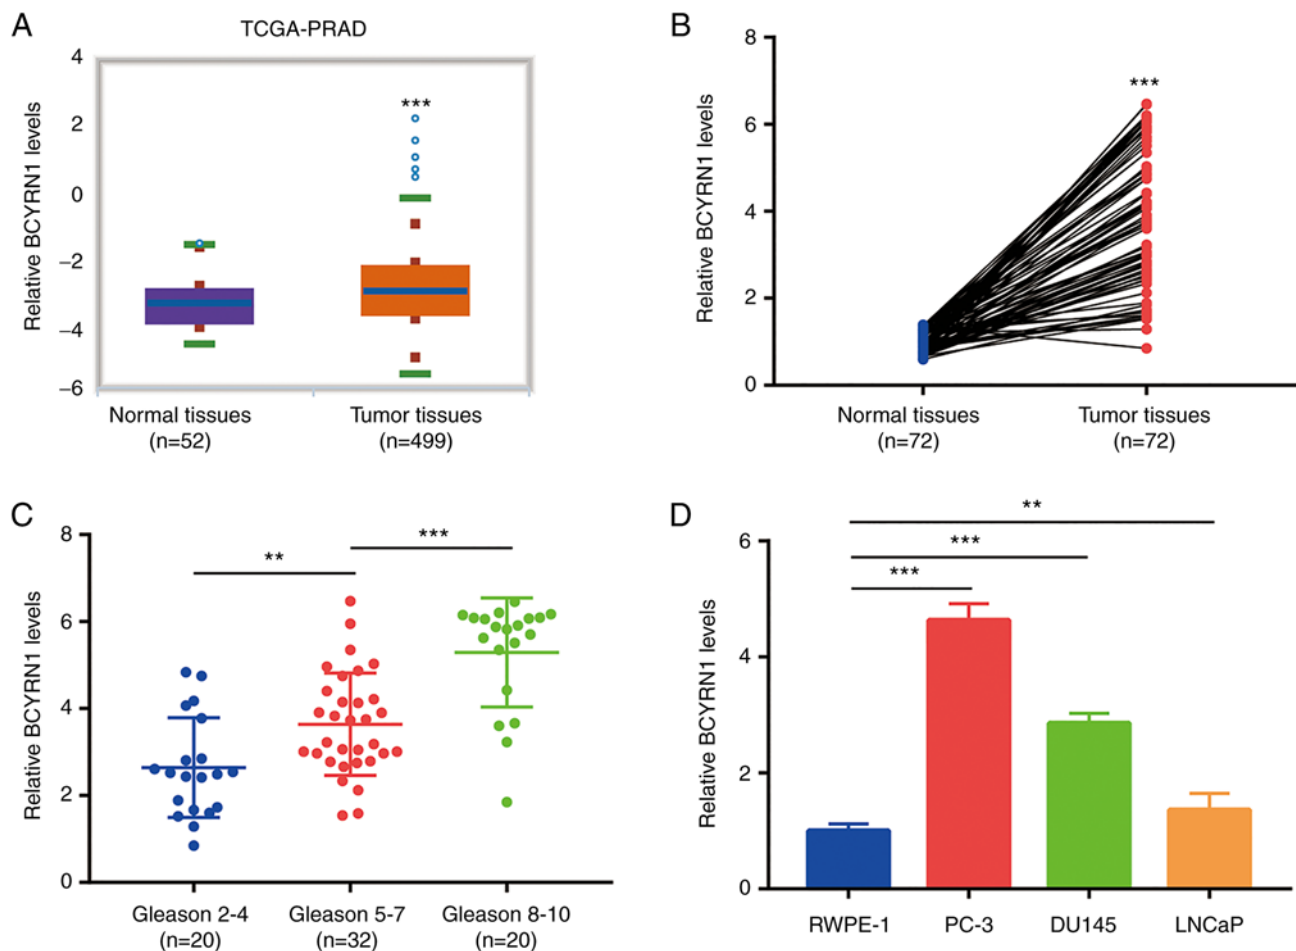 A
TCGA-PRAD
Relative BCYRN1 levels
4
2
0
−2
−4
−6
***
Normal tissues
(n=52)
Tumor tissues
(n=499)
B
Relative BCYRN1 levels
8
6
4
2
0
***
Normal tissues
(n=72)
Tumor tissues
(n=72)
C
Relative BCYRN1 levels
8
6
4
2
0
**
***
Gleason 2-4
(n=20)
Gleason 5-7
(n=32)
Gleason 8-10
(n=20)
D
Relative BCYRN1 levels
6
4
2
0
**
***
***
RWPE-1
PC-3
DU145
LNCaP